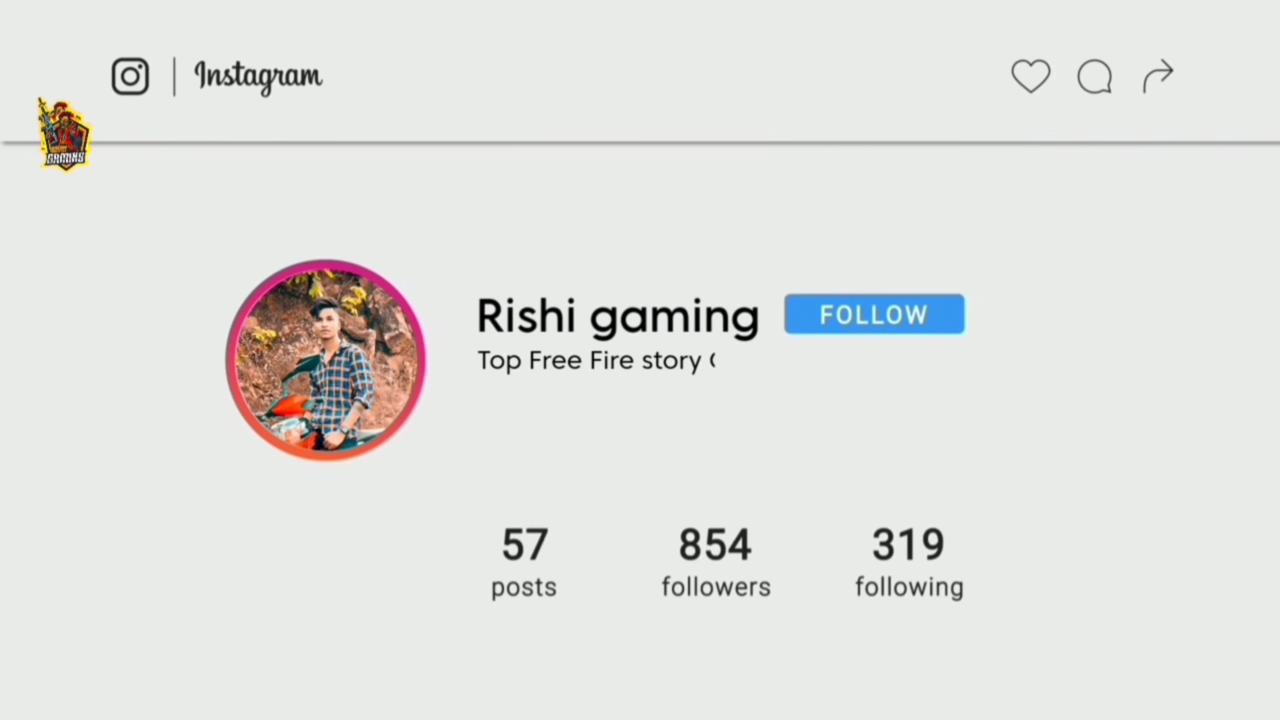 Instagram
Rishi gaming
FOLLOW
Top Free Fire story
57
854
319
posts
followers
following